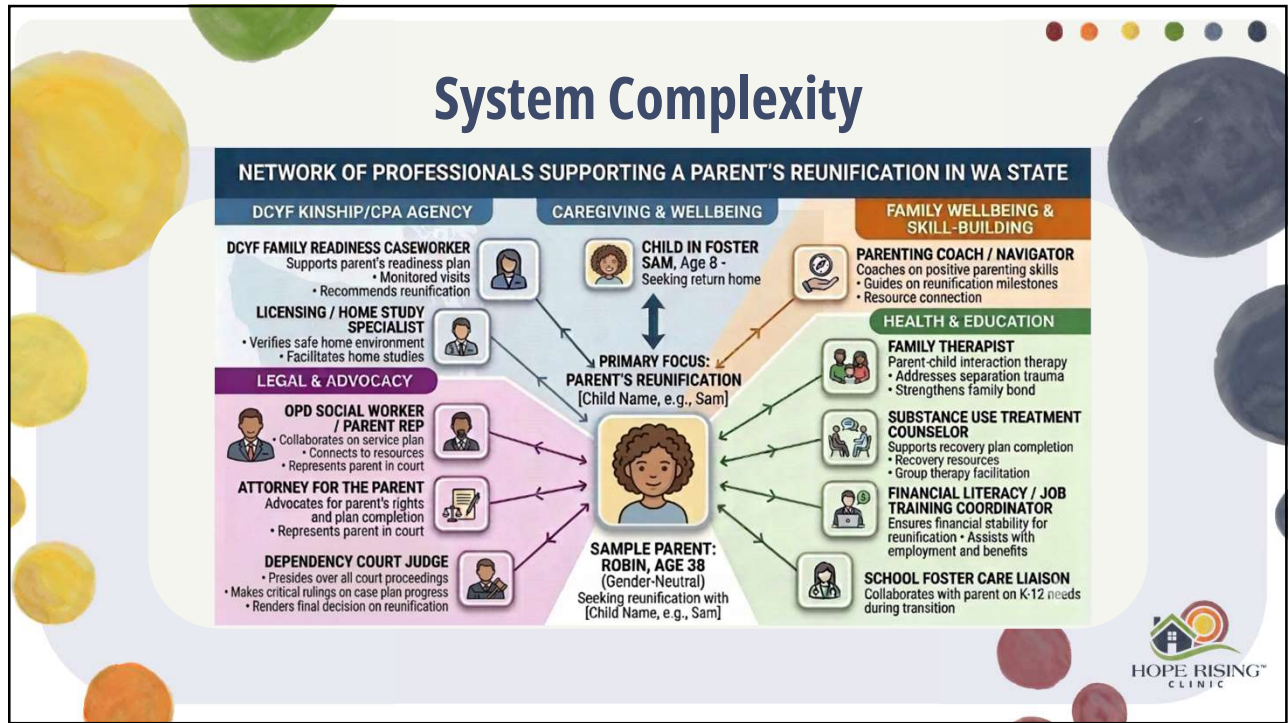 System Complexity
NETWORK OF PROFESSIONALS SUPPORTING A PARENT'S REUNIFICATION IN WA STATE
DCYF KINSHIP/CPA AGENCY
DCYF FAMILY READINESS CASEWORKER
Supports parent's readiness plan
• Monitored visits
• Recommends reunification
LICENSING / HOME STUDY
SPECIALIST
• Verifies safe home environment
• Facilitates home studies
CAREGIVING & WELLBEING
CHILD IN FOSTER
SAM, Age 8 -
Seeking return home
PRIMARY FOCUS:
PARENT'S REUNIFICATION
[Child Name, e.g., Sam]
FAMILY WELLBEING &
SKILL-BUILDING
PARENTING COACH / NAVIGATOR
Coaches on positive parenting skills
• Guides on reunification milestones
• Resource connection
LEGAL & ADVOCACY
OPD SOCIAL WORKER
/ PARENT REP
• Collaborates on service plan
• Connects to resources
• Represents parent in court
ATTORNEY FOR THE PARENT
Advocates for parent's rights
and plan completion
• Represents parent in court
DEPENDENCY COURT JUDGE
• Presides over all court proceedings
• Makes critical rulings on case plan progress
• Renders final decision on reunification
SAMPLE PARENT:
ROBIN, AGE 38
(Gender-Neutral)
Seeking reunification with
[Child Name, e.g., Sam]
HEALTH & EDUCATION
FAMILY THERAPIST
Parent-child interaction therapy
• Addresses separation trauma
• Strengthens family bond
SUBSTANCE USE TREATMENT
COUNSELOR
Supports recovery plan completion
• Recovery resources
• Group therapy facilitation
FINANCIAL LITERACY / JOB
TRAINING COORDINATOR
Ensures financial stability for
reunification • Assists with
employment and benefits
SCHOOL FOSTER CARE LIAISON
Collaborates with parent on K-12 needs
during transition
HOPE RISING™
CLINIC